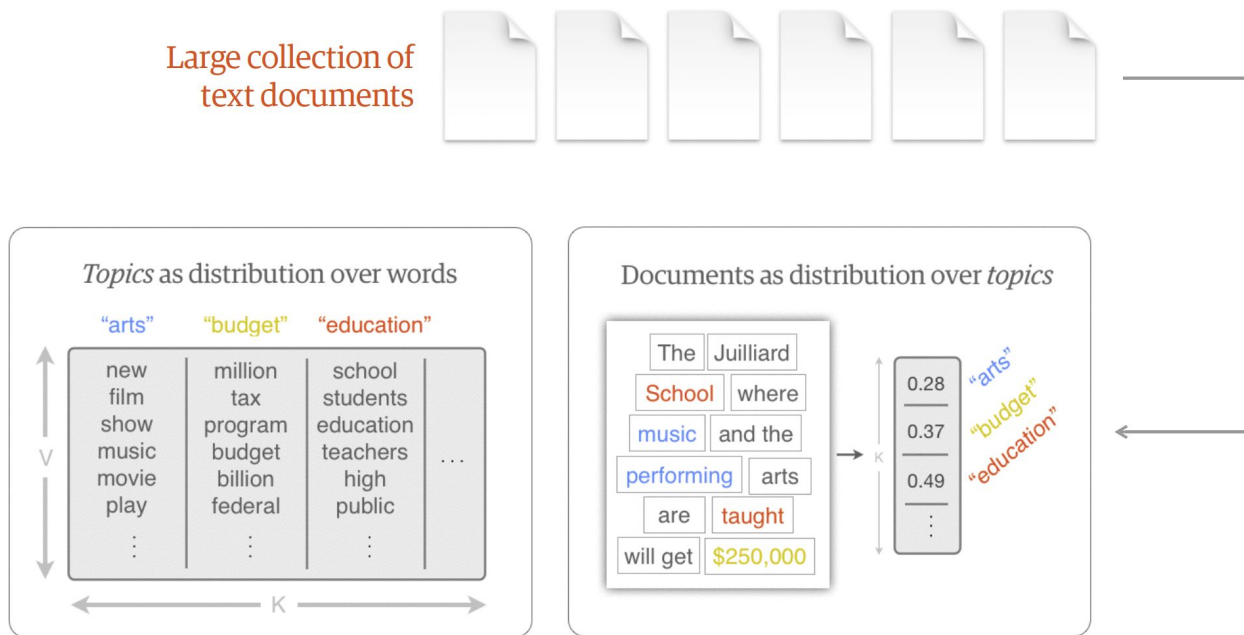 Large collection of
text documents
Topics as distribution over words
“arts” “budget” “education”
new million school
film tax students
show program education
music budget teachers
movie billion high
play federal public
⋮ ⋮ ⋮
...
V
K
Documents as distribution over topics
The Juilliard
School where
music and the
performing arts
are taught
will get $250,000
K
0.28 “arts”
0.37 “budget”
0.49 “education”
⋮